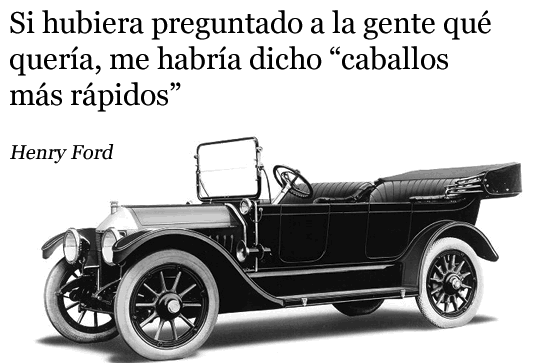 Si hubiera preguntado a la gente qué
quería, me habría dicho “caballos
más rápidos”
Henry Ford